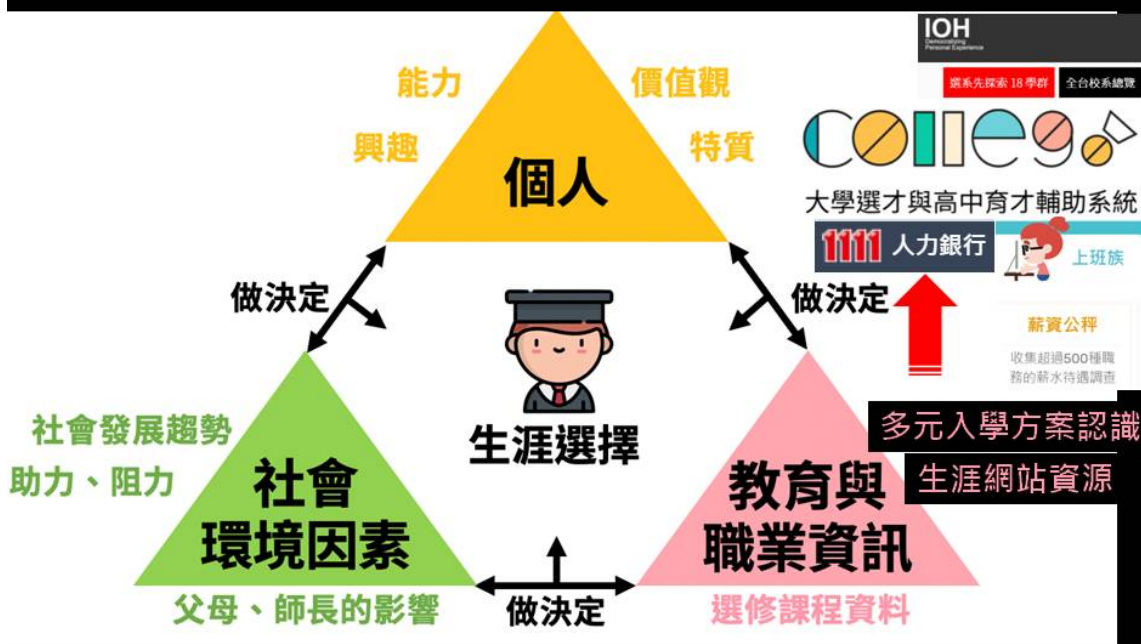 IOH
Democratizing
Personal Experience
選系先探索 18 學群
全台校系總覽
ColleGo
大學選才與高中育才輔助系統
1111 人力銀行
上班族
薪資公秤
收集超過500種職
務的薪水待遇調查
能力
價值觀
興趣
特質
個人
做決定
做決定
生涯選擇
社會發展趨勢
助力、阻力
社會
環境因素
父母、師長的影響
做決定
多元入學方案認識
生涯網站資源
教育與
職業資訊
選修課程資料